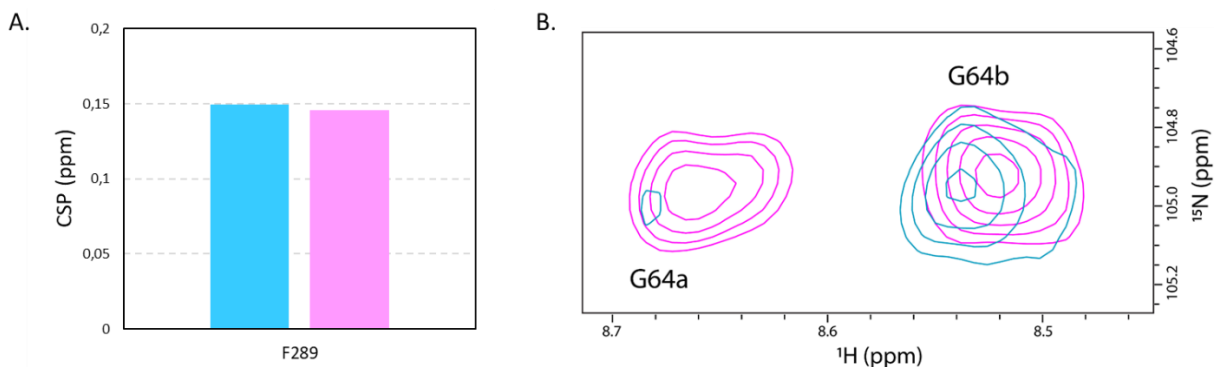 A.
0,2
0,15
0,1
0,05
0
CSP (ppm)
F289
B.
G64a
G64b
8.7
8.6
8.5
¹H (ppm)
104.6
104.8
105.0
105.2
¹⁵N (ppm)